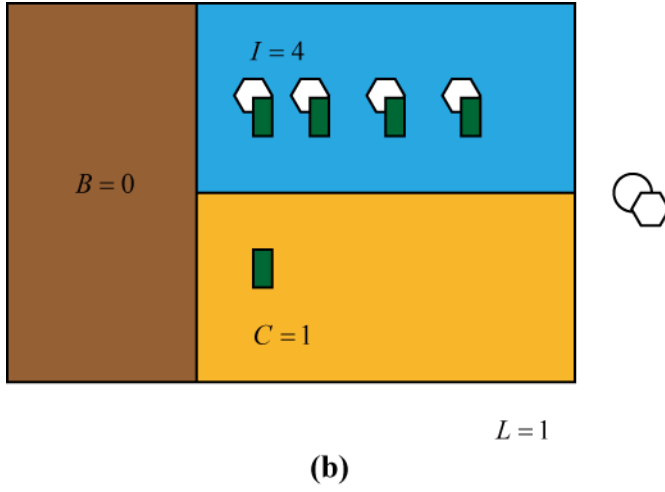 I = 4
B = 0
C = 1
L = 1
(b)